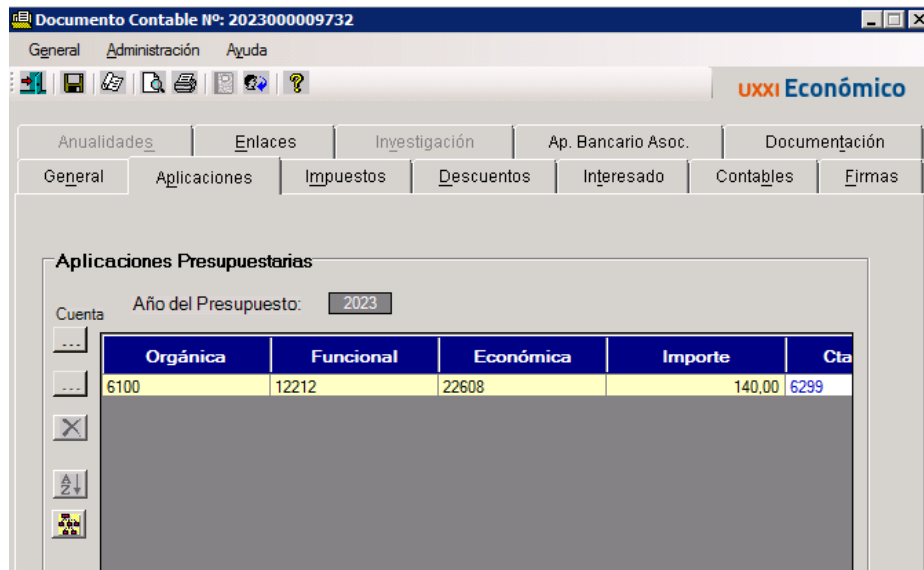 Documento Contable Nº: 2023000009732
General Administración Ayuda
UXXI Económico
Anualidades Enlaces Investigación Ap. Bancario Asoc. Documentación
General Aplicaciones Impuestos Descuentos Interesado Contables Firmas
Aplicaciones Presupuestarias
Cuenta Año del Presupuesto: 2023
... Orgánica Funcional Económica Importe Cta
... 6100 12212 22608 140,00 6299